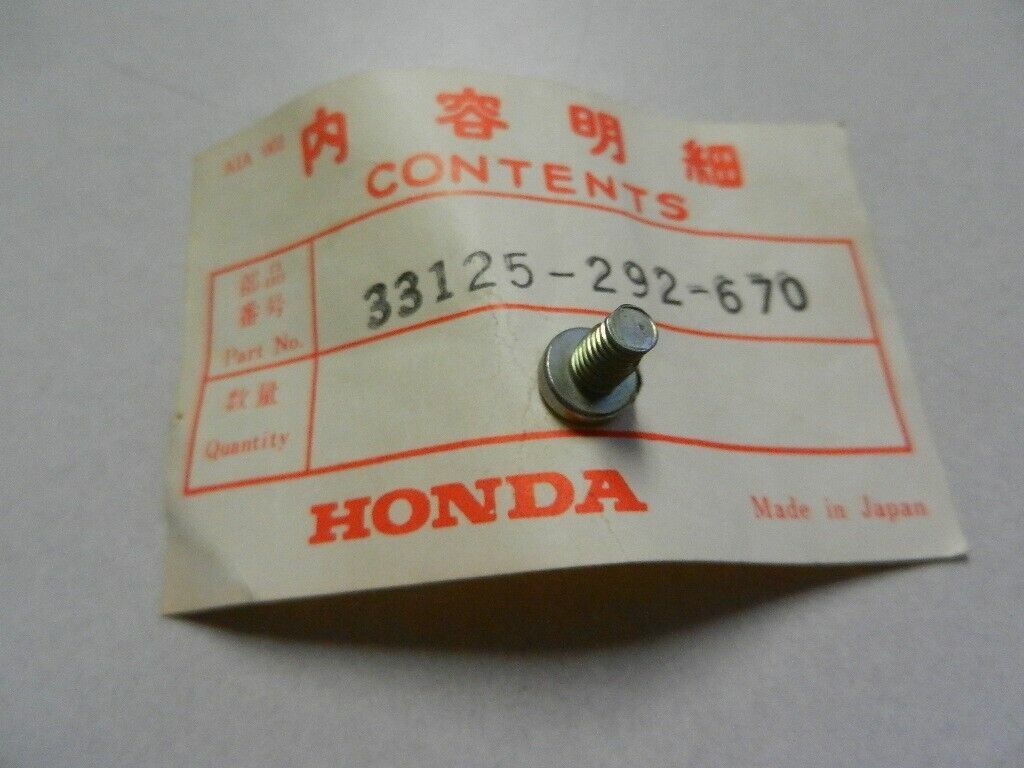 内容明細
CONTENTS
部品
番号
Part No.
33125-292-670
数量
Quantity
HONDA
Made in Japan